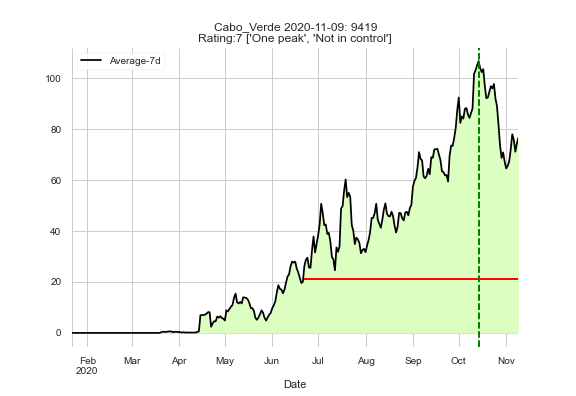 Cabo_Verde 2020-11-09: 9419
Rating:7 ['One peak', 'Not in control']
Average-7d
100
80
60
40
20
0
Feb Mar Apr May Jun Jul Aug Sep Oct Nov
2020
Date